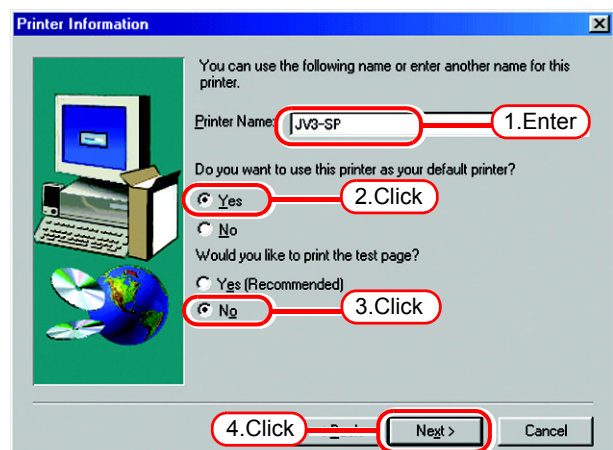 Printer Information
You can use the following name or enter another name for this
printer.
Printer Name: JV3-SP
1.Enter
Do you want to use this printer as your default printer?
Yes
2.Click
No
Would you like to print the test page?
Yes (Recommended)
No
3.Click
4.Click
Next >
Cancel